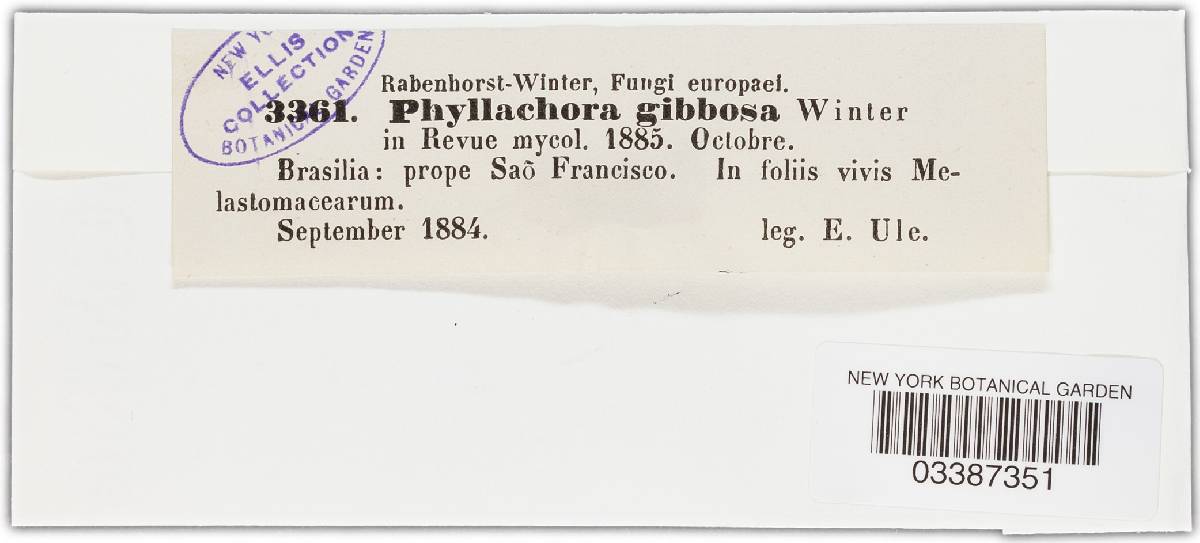 NEW YO
ELLIS
COLLECTION
BOTANICAL GARDEN
Rabenhorst-Winter, Fungi europaei.
3361. Phyllachora gibbosa Winter
in Revue mycol. 1885. Octobre.
Brasilia: prope Saõ Francisco. In foliis vivis Me-
lastomacearum.
September 1884. leg. E. Ule.
NEW YORK BOTANICAL GARDEN
03387351